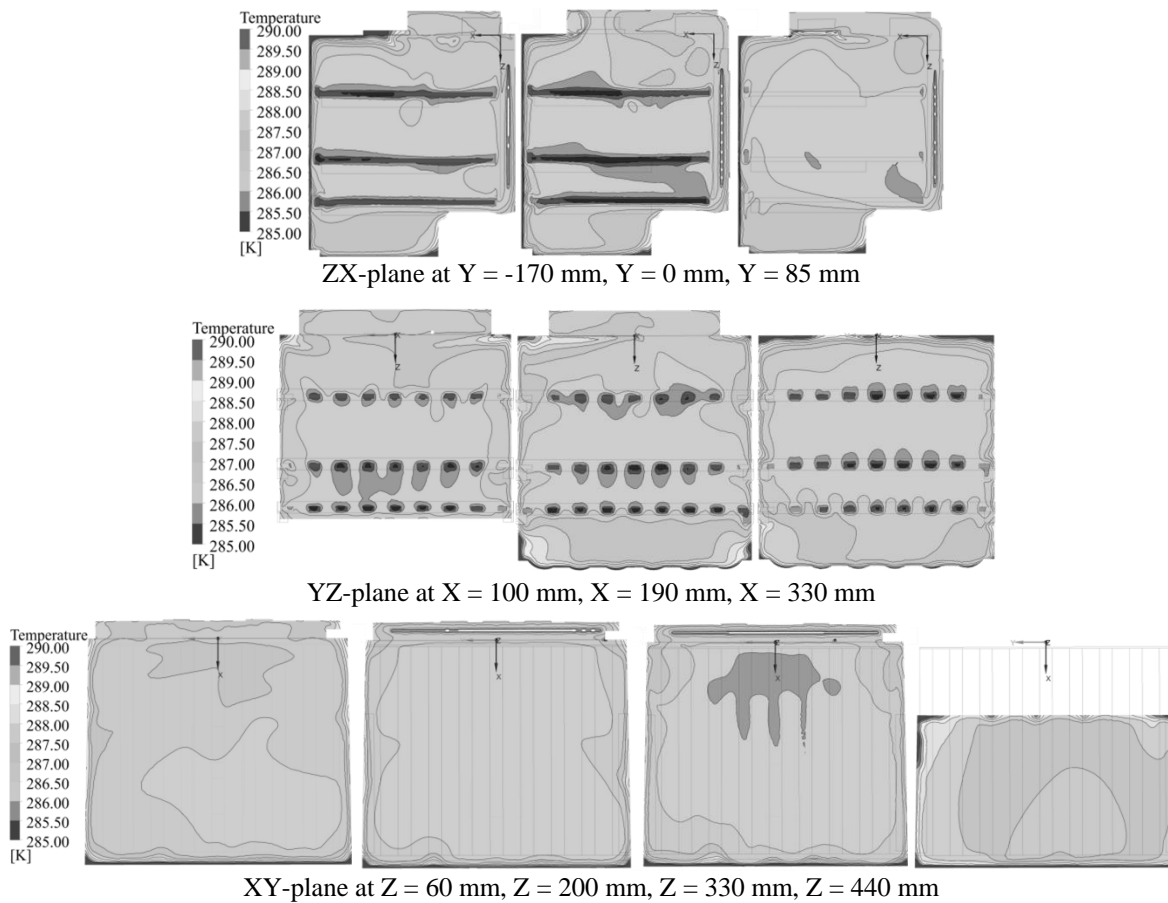 Temperature
290.00
289.50
289.00
288.50
288.00
287.50
287.00
286.50
286.00
285.50
285.00
[K]
X
Z
X
Z
X
Z
ZX-plane at Y = -170 mm, Y = 0 mm, Y = 85 mm
Temperature
290.00
289.50
289.00
288.50
288.00
287.50
287.00
286.50
286.00
285.50
285.00
[K]
X
Z
X
Z
Z
YZ-plane at X = 100 mm, X = 190 mm, X = 330 mm
Temperature
290.00
289.50
289.00
288.50
288.00
287.50
287.00
286.50
286.00
285.50
285.00
[K]
X
Z
X
Z
X
Y Z
X
XY-plane at Z = 60 mm, Z = 200 mm, Z = 330 mm, Z = 440 mm